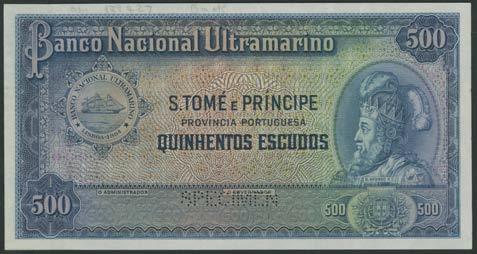 Banco Nacional Ultramarino
500
BANCO NACIONAL ULTRAMARINO
LISBOA
S. TOMÉ E PRINCIPE
PROVINCIA PORTUGUESA
QUINHENTOS ESCUDOS
O ADMINISTRADOR
O GOVERNADOR
500
SPECIMEN
500
500